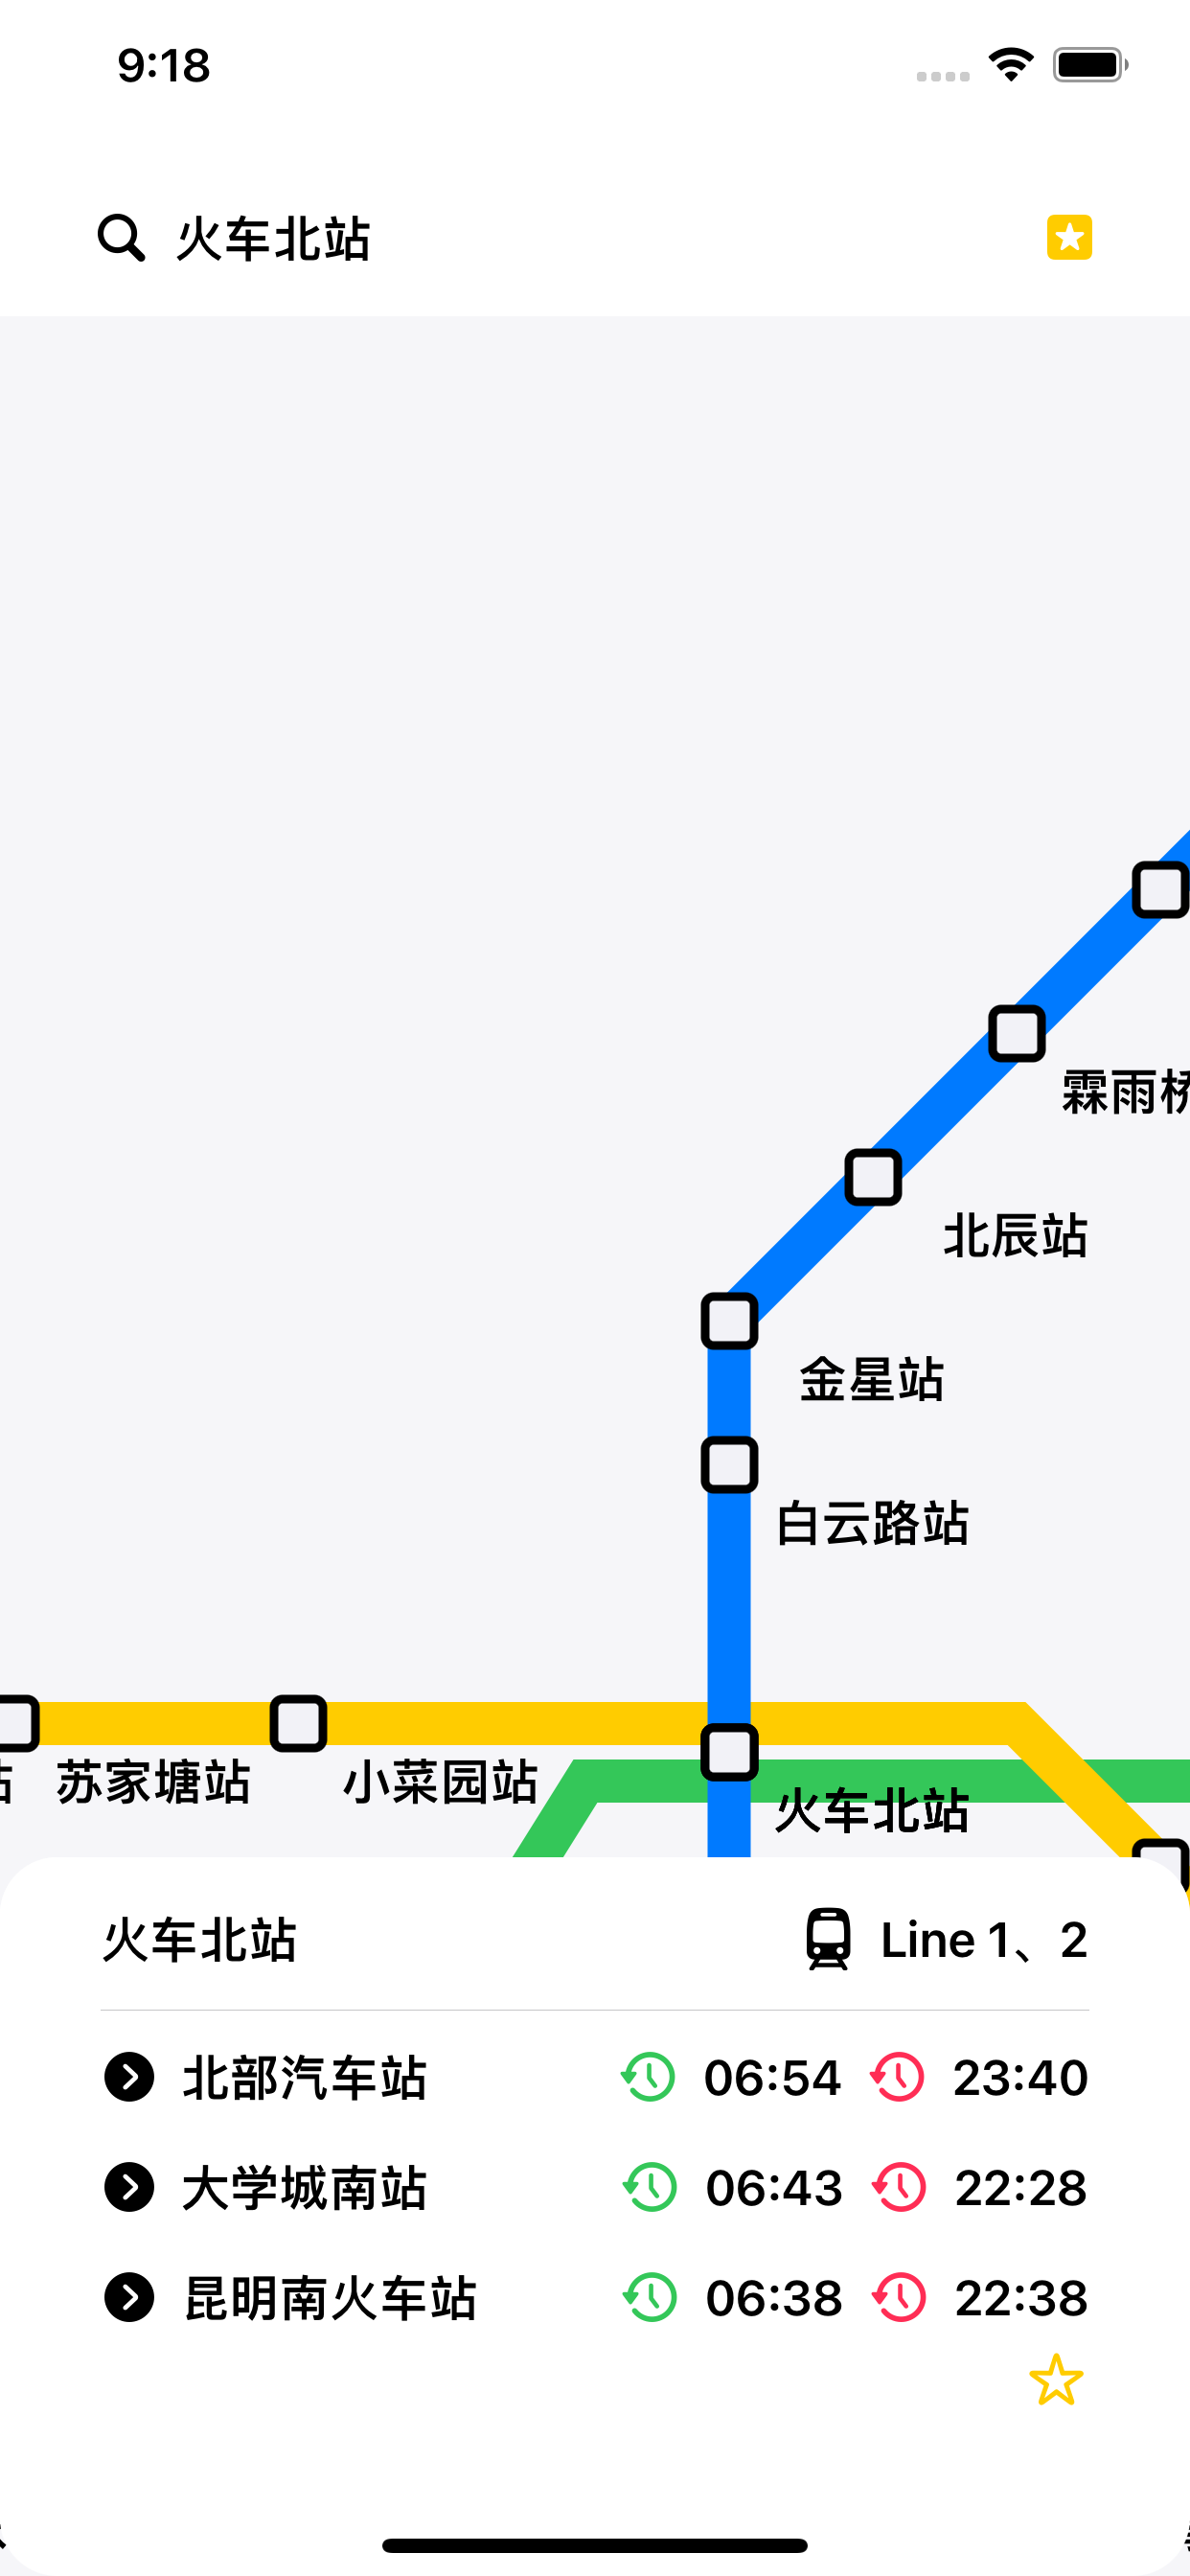 9:18
火车北站
霖雨
北辰站
金星站
白云路站
苏家塘站
小菜园站
火车北站
火车北站
Line 1、2
北部汽车站 06:54 23:40
大学城南站 06:43 22:28
昆明南火车站 06:38 22:38